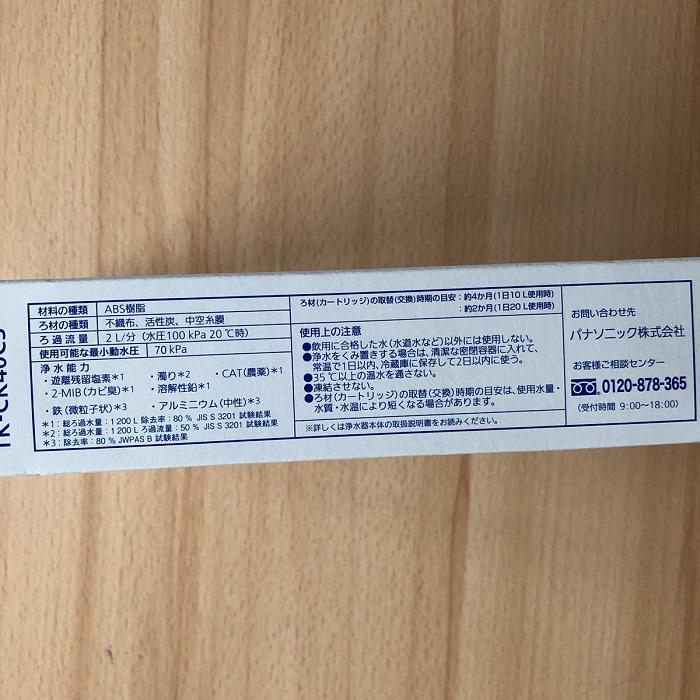 材料の種類 ABS樹脂
ろ材の種類 不織布、活性炭、中空糸膜
ろ過流量 2 L/分(水圧100 kPa 20 ℃時)
使用可能な最小動水圧 70 kPa
浄水能力
・遊離残留塩素*1 ・濁り*2 ・CAT(農薬)*1
・2-MIB(カビ臭)*1 ・溶解性鉛*1
・鉄(微粒子状)*3 ・アルミニウム(中性)*3
*1:総ろ過水量:1 200 L 除去率:80 % JIS S 3201 試験結果
*2:総ろ過水量:1 200 L ろ過流量:50 % JIS S 3201 試験結果
*3:除去率:80 % JWPAS B 試験結果
ろ材(カートリッジ)の取替(交換)時期の目安:約4か月(1日10 L使用時)
:約2か月(1日20 L使用時)
使用上の注意
●飲用に合格した水(水道水など)以外には使用しない。
●浄水をくみ置きする場合は、清潔な密閉容器に入れて、
常温で1日以内、冷蔵庫に保存して2日以内に使う。
●35 ℃以上の温水を通さない。
●凍結させない。
●ろ材(カートリッジ)の取替(交換)時期の目安は、使用水量・
水質・水温により短くなる場合があります。
※詳しくは浄水器本体の取扱説明書をお読みください。
お問い合わせ先
パナソニック株式会社
お客様ご相談センター
0120-878-365
(受付時間 9:00〜18:00)